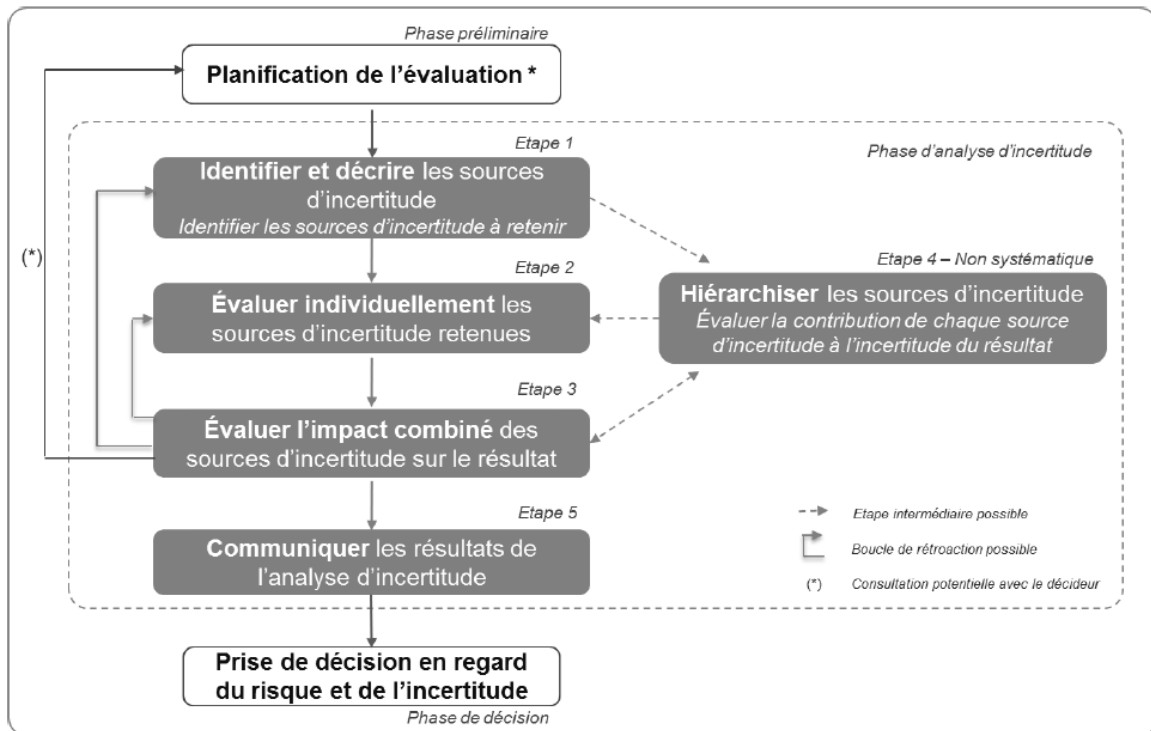 Phase préliminaire
Planification de l’évaluation *
Etape 1
Phase d’analyse d’incertitude
Identifier et décrire les sources
d’incertitude
Identifier les sources d’incertitude à retenir
(*)
Etape 2
Évaluer individuellement les
sources d’incertitude retenues
Etape 4 – Non systématique
Hiérarchiser les sources d’incertitude
Évaluer la contribution de chaque source
d’incertitude à l’incertitude du résultat
Etape 3
Évaluer l’impact combiné des
sources d’incertitude sur le résultat
Etape 5
Communiquer les résultats de
l’analyse d’incertitude
Etape intermédiaire possible
Boucle de rétroaction possible
(*) Consultation potentielle avec le décideur
Prise de décision en regard
du risque et de l’incertitude
Phase de décision